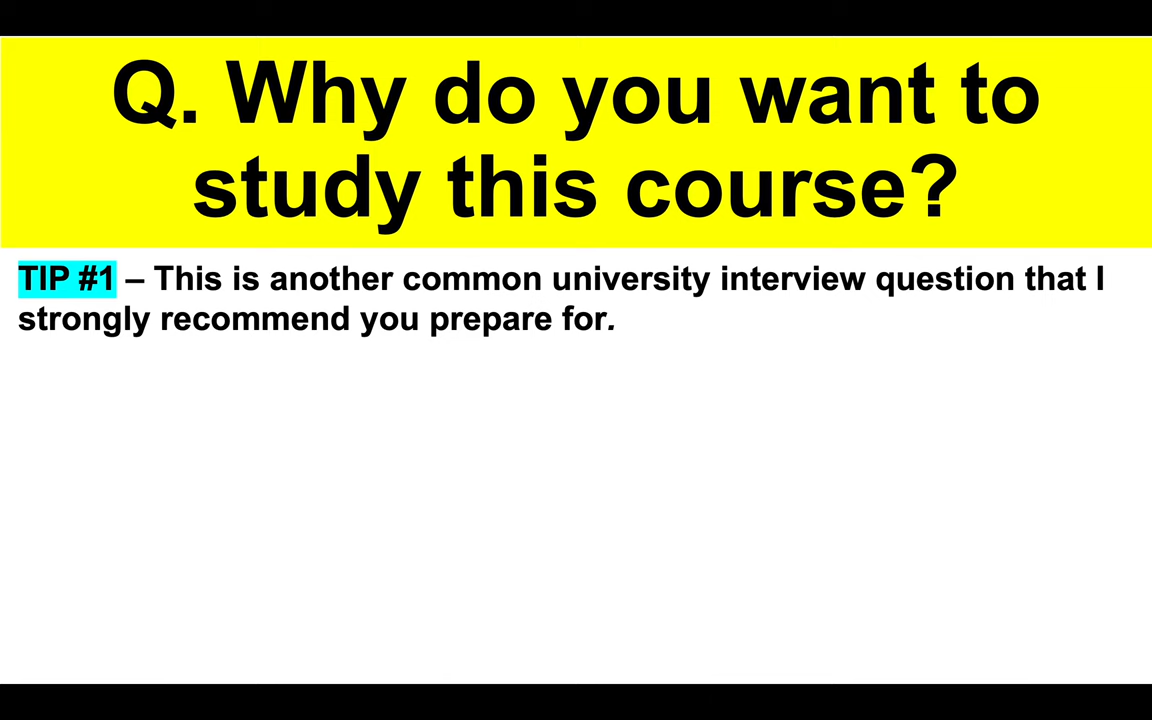 Q. Why do you want to
study this course?
TIP #1 – This is another common university interview question that I
strongly recommend you prepare for.